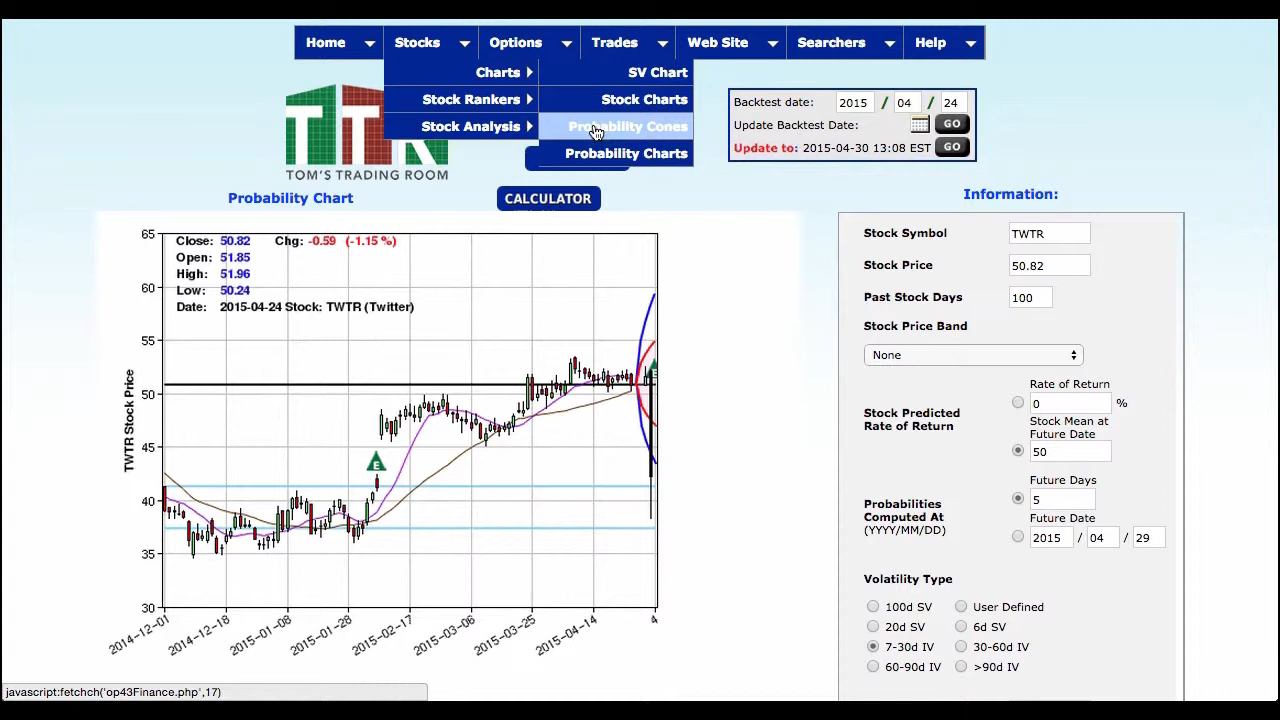 Home Stocks Options Trades Web Site Searchers Help
Charts SV Chart
Stock Rankers Stock Charts
Stock Analysis Probability Cones
Probability Charts
TTR
TOM'S TRADING ROOM
Backtest date: 2015 / 04 / 24
Update Backtest Date: GO
Update to: 2015-04-30 13:08 EST GO
Probability Chart
CALCULATOR
Information:
Close: 50.82 Chg: -0.59 (-1.15 %)
Open: 51.85
High: 51.96
Low: 50.24
Date: 2015-04-24 Stock: TWTR (Twitter)
TWTR Stock Price
65
60
55
50
45
40
35
30
E
E
2014-12-01 2014-12-18 2015-01-08 2015-01-28 2015-02-17 2015-03-06 2015-03-25 2015-04-14 4
Stock Symbol TWTR
Stock Price 50.82
Past Stock Days 100
Stock Price Band
None
Stock Predicted
Rate of Return
Rate of Return
0 %
Stock Mean at
Future Date
50
Probabilities
Computed At
(YYYY/MM/DD)
Future Days
5
Future Date
2015 / 04 / 29
Volatility Type
100d SV User Defined
20d SV 6d SV
7-30d IV 30-60d IV
60-90d IV >90d IV
javascript:fetchch('op43Finance.php',17)